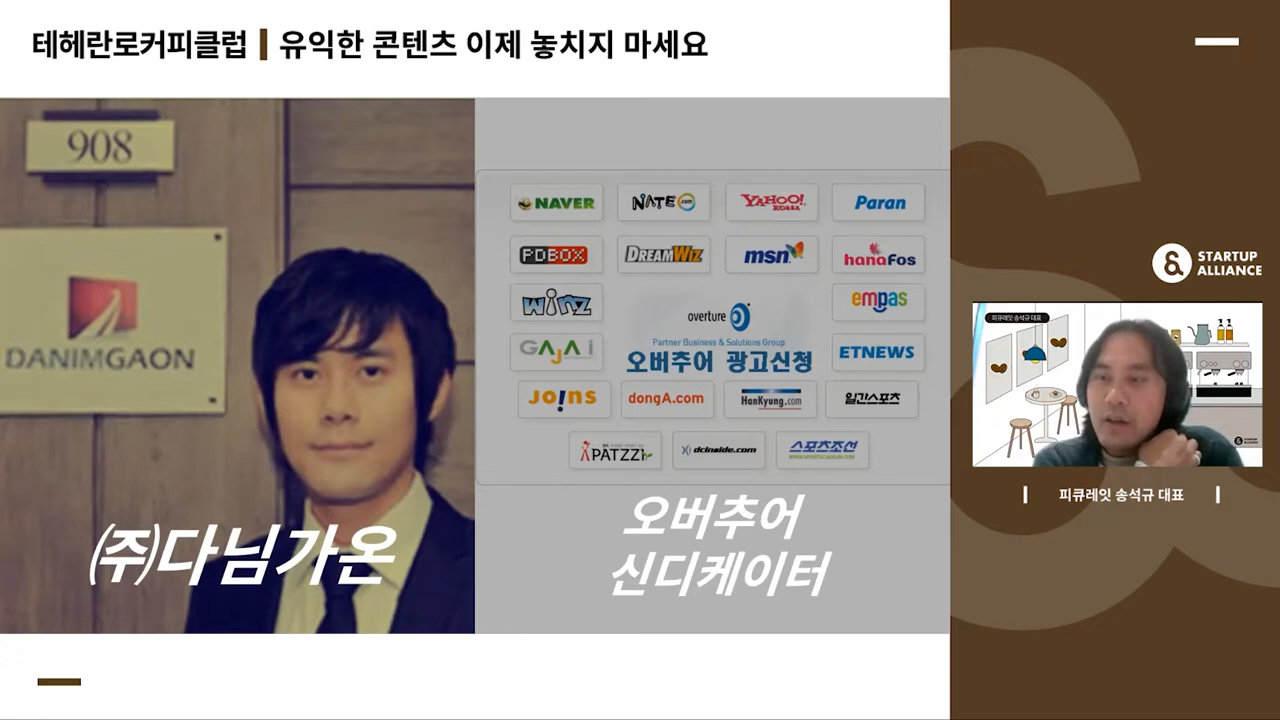 테헤란로커피클럽 | 유익한 콘텐츠 이제 놓치지 마세요
908
DANIMGAON
㈜다님가온
NAVER
NATE.com
YAHOO! KOREA
Paran
PDBOX
DREAMWIZ
msn
hanaFos
winz
empas
overture
Partner Business & Solutions Group
오버추어 광고신청
GAJAI
ETNEWS
JOINS
dongA.com
HanKyung.com
일간스포츠
PATZZI
dcinside.com
스포츠조선
오버추어
신디케이터
STARTUP
ALLIANCE
피큐레잇 송석규 대표
피큐레잇 송석규 대표